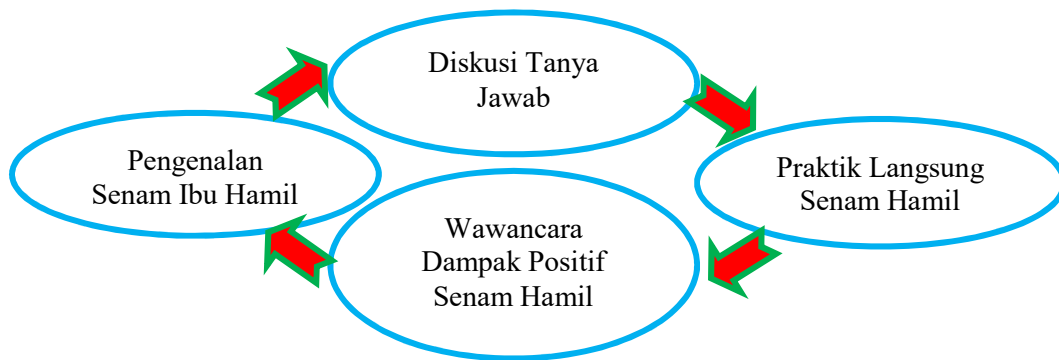 Diskusi Tanya
Jawab
Pengenalan
Senam Ibu Hamil
Praktik Langsung
Senam Hamil
Wawancara
Dampak Positif
Senam Hamil